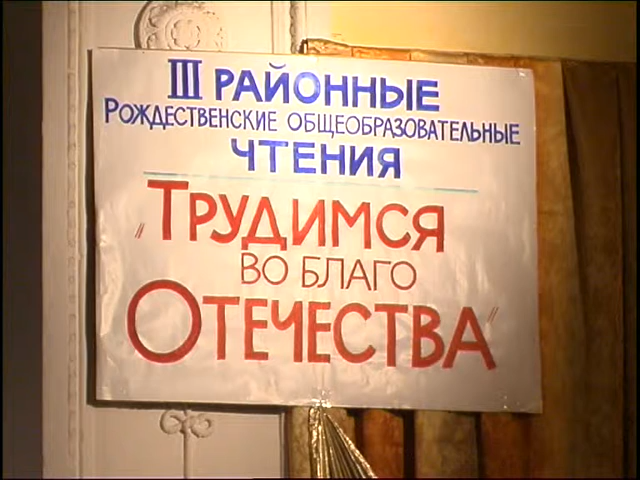 III РАЙОННЫЕ
РОЖДЕСТВЕНСКИЕ ОБЩЕОБРАЗОВАТЕЛЬНЫЕ
ЧТЕНИЯ
"ТРУДИМСЯ
ВО БЛАГО
ОТЕЧЕСТВА"